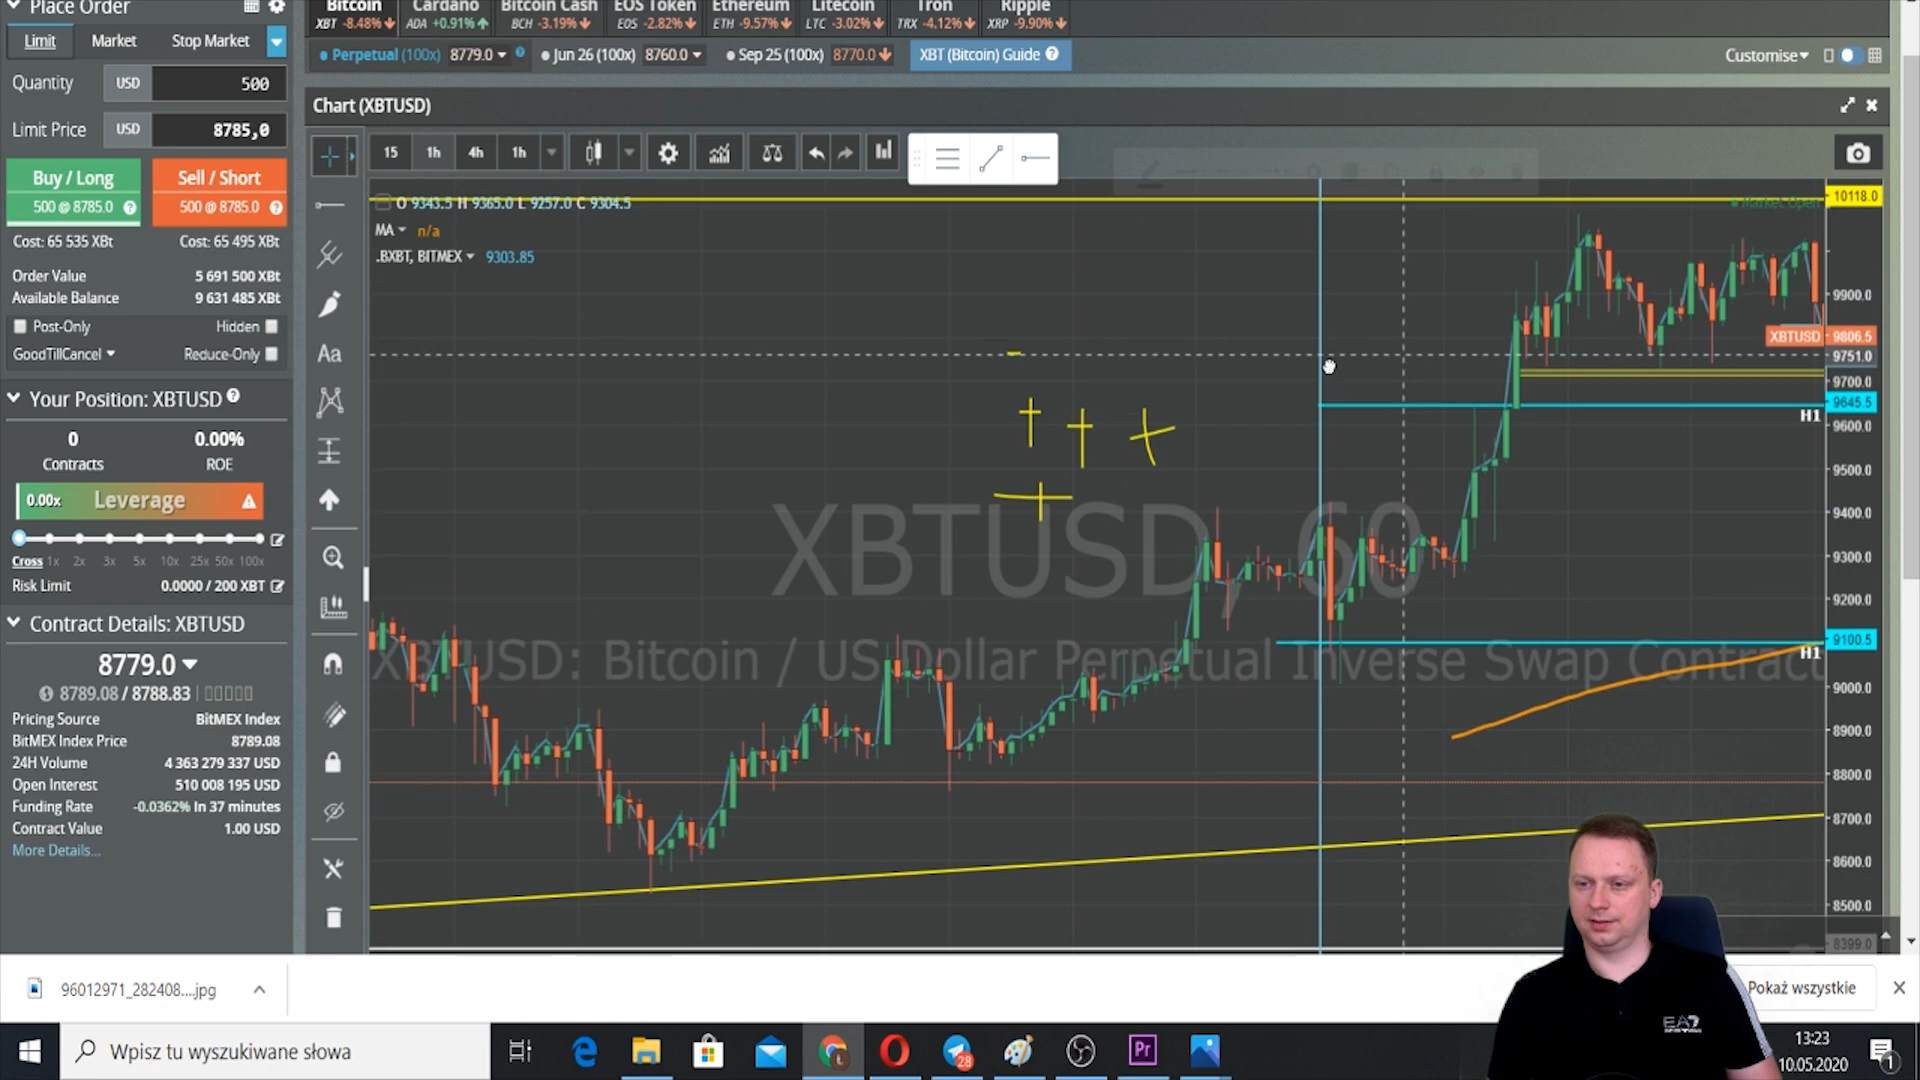 Place Order
Limit Market Stop Market
Quantity USD 500
Limit Price USD 8785,0
Buy / Long
500 @ 8785.0
Sell / Short
500 @ 8785.0
Cost: 65 535 XBt Cost: 65 495 XBt
Order Value 5 691 500 XBt
Available Balance 9 631 485 XBt
Post-Only Hidden
GoodTillCancel Reduce-Only
Your Position: XBTUSD
0 0.00%
Contracts ROE
0.00x Leverage
Cross 1x 2x 3x 5x 10x 25x 50x 100x
Risk Limit 0.0000 / 200 XBT
Contract Details: XBTUSD
8779.0
8789.08 / 8788.83
Pricing Source BitMEX Index
BitMEX Index Price 8789.08
24H Volume 4 363 279 337 USD
Open Interest 510 008 195 USD
Funding Rate -0.0362% In 37 minutes
Contract Value 1.00 USD
More Details...
Bitcoin Cardano Bitcoin Cash EOS Token Ethereum Litecoin Tron Ripple
XBT -8.48% ADA +0.91% BCH -3.19% EOS -2.82% ETH -9.57% LTC -3.02% TRX -4.12% XRP -9.90%
Perpetual (100x) 8779.0 Jun 26 (100x) 8760.0 Sep 25 (100x) 8770.0 XBT (Bitcoin) Guide Customise
Chart (XBTUSD)
15 1h 4h 1h
O 9343.5 H 9365.0 L 9257.0 C 9304.5
MA n/a
.BXBT, BITMEX 9303.85
Aa
Market Open
XBTUSD, 60
XBTUSD: Bitcoin / US Dollar Perpetual Inverse Swap Contract
10118.0
9900.0
XBTUSD 9806.5
9751.0
9700.0
9645.5
H1
9600.0
9500.0
9400.0
9300.0
9200.0
9100.5
H1
9000.0
8900.0
8800.0
8700.0
8600.0
8500.0
8399.0
EA7
96012971_282408....jpg
Pokaż wszystkie
Wpisz tu wyszukiwane słowa
28
Pr
13:23
10.05.2020
1